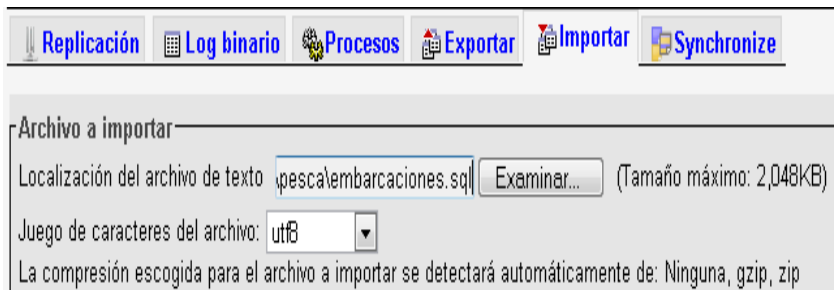 Replicación Log binario Procesos Exportar Importar Synchronize
Archivo a importar
Localización del archivo de texto \pesca\embarcaciones.sql Examinar... (Tamaño máximo: 2,048KB)
Juego de caracteres del archivo: utf8
La compresión escogida para el archivo a importar se detectará automáticamente de: Ninguna, gzip, zip